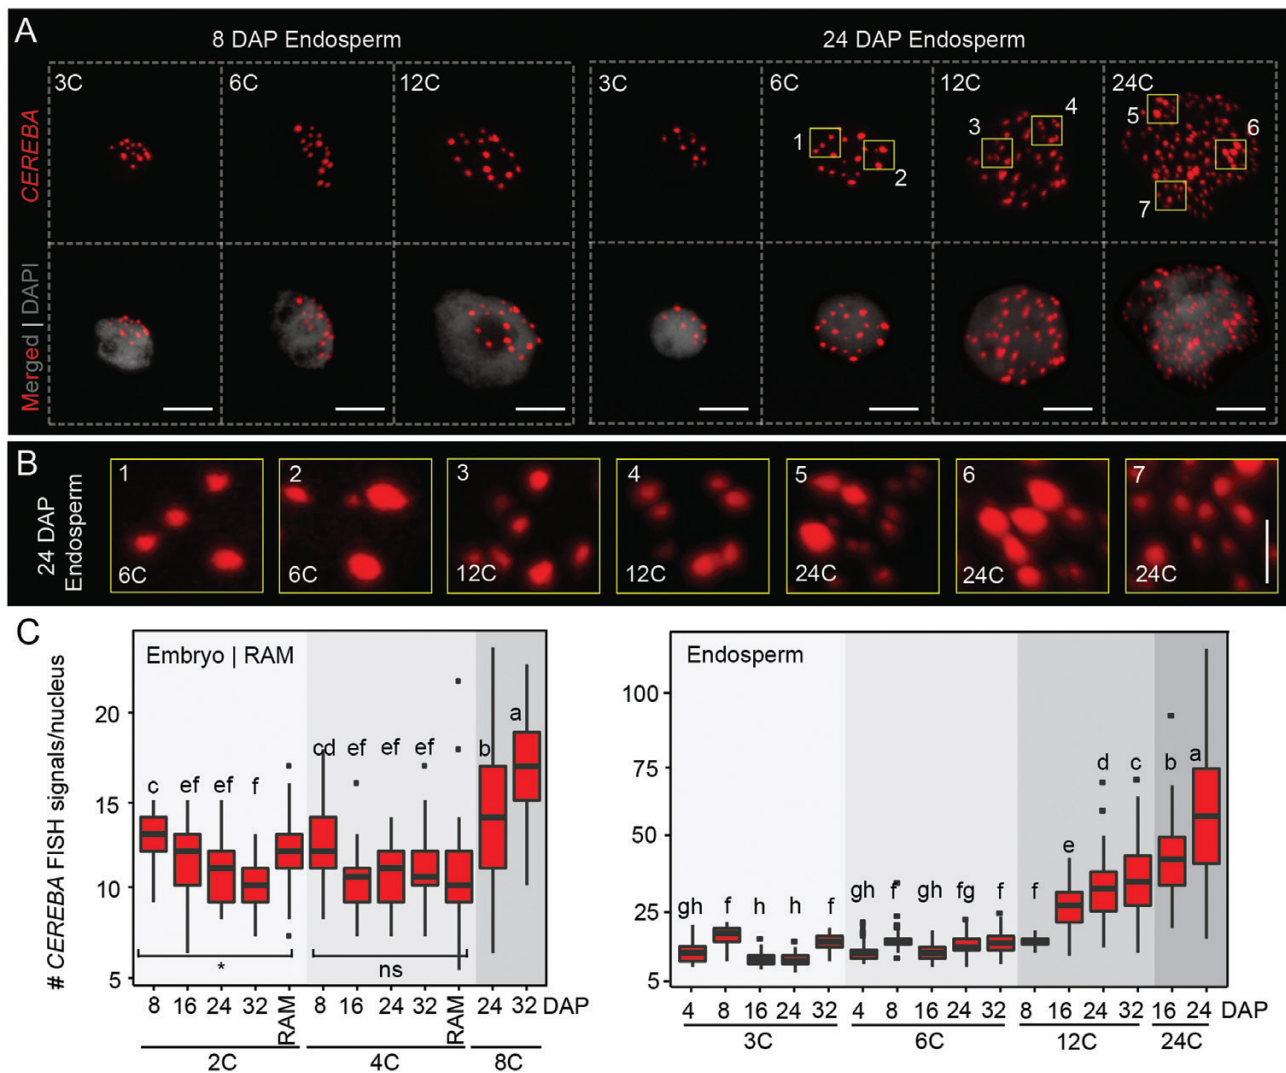 A
8 DAP Endosperm
24 DAP Endosperm
CEREBA
3C
6C
12C
3C
6C
12C
24C
1
2
3
4
5
6
7
Merged | DAPI
B
24 DAP
Endosperm
1
2
3
4
5
6
7
6C
6C
12C
12C
24C
24C
24C
C
# CEREBA FISH signals/nucleus
Embryo | RAM
20
15
10
5
c
ef
ef
f
cd
ef
ef
ef
b
a
*
ns
8 16 24 32 RAM 8 16 24 32 RAM 24 32 DAP
2C 4C 8C
Endosperm
100
75
50
25
5
gh
f
h
h
f
gh
f
gh
fg
f
f
e
d
c
b
a
4 8 16 24 32 4 8 16 24 32 8 16 24 32 16 24 DAP
3C 6C 12C 24C